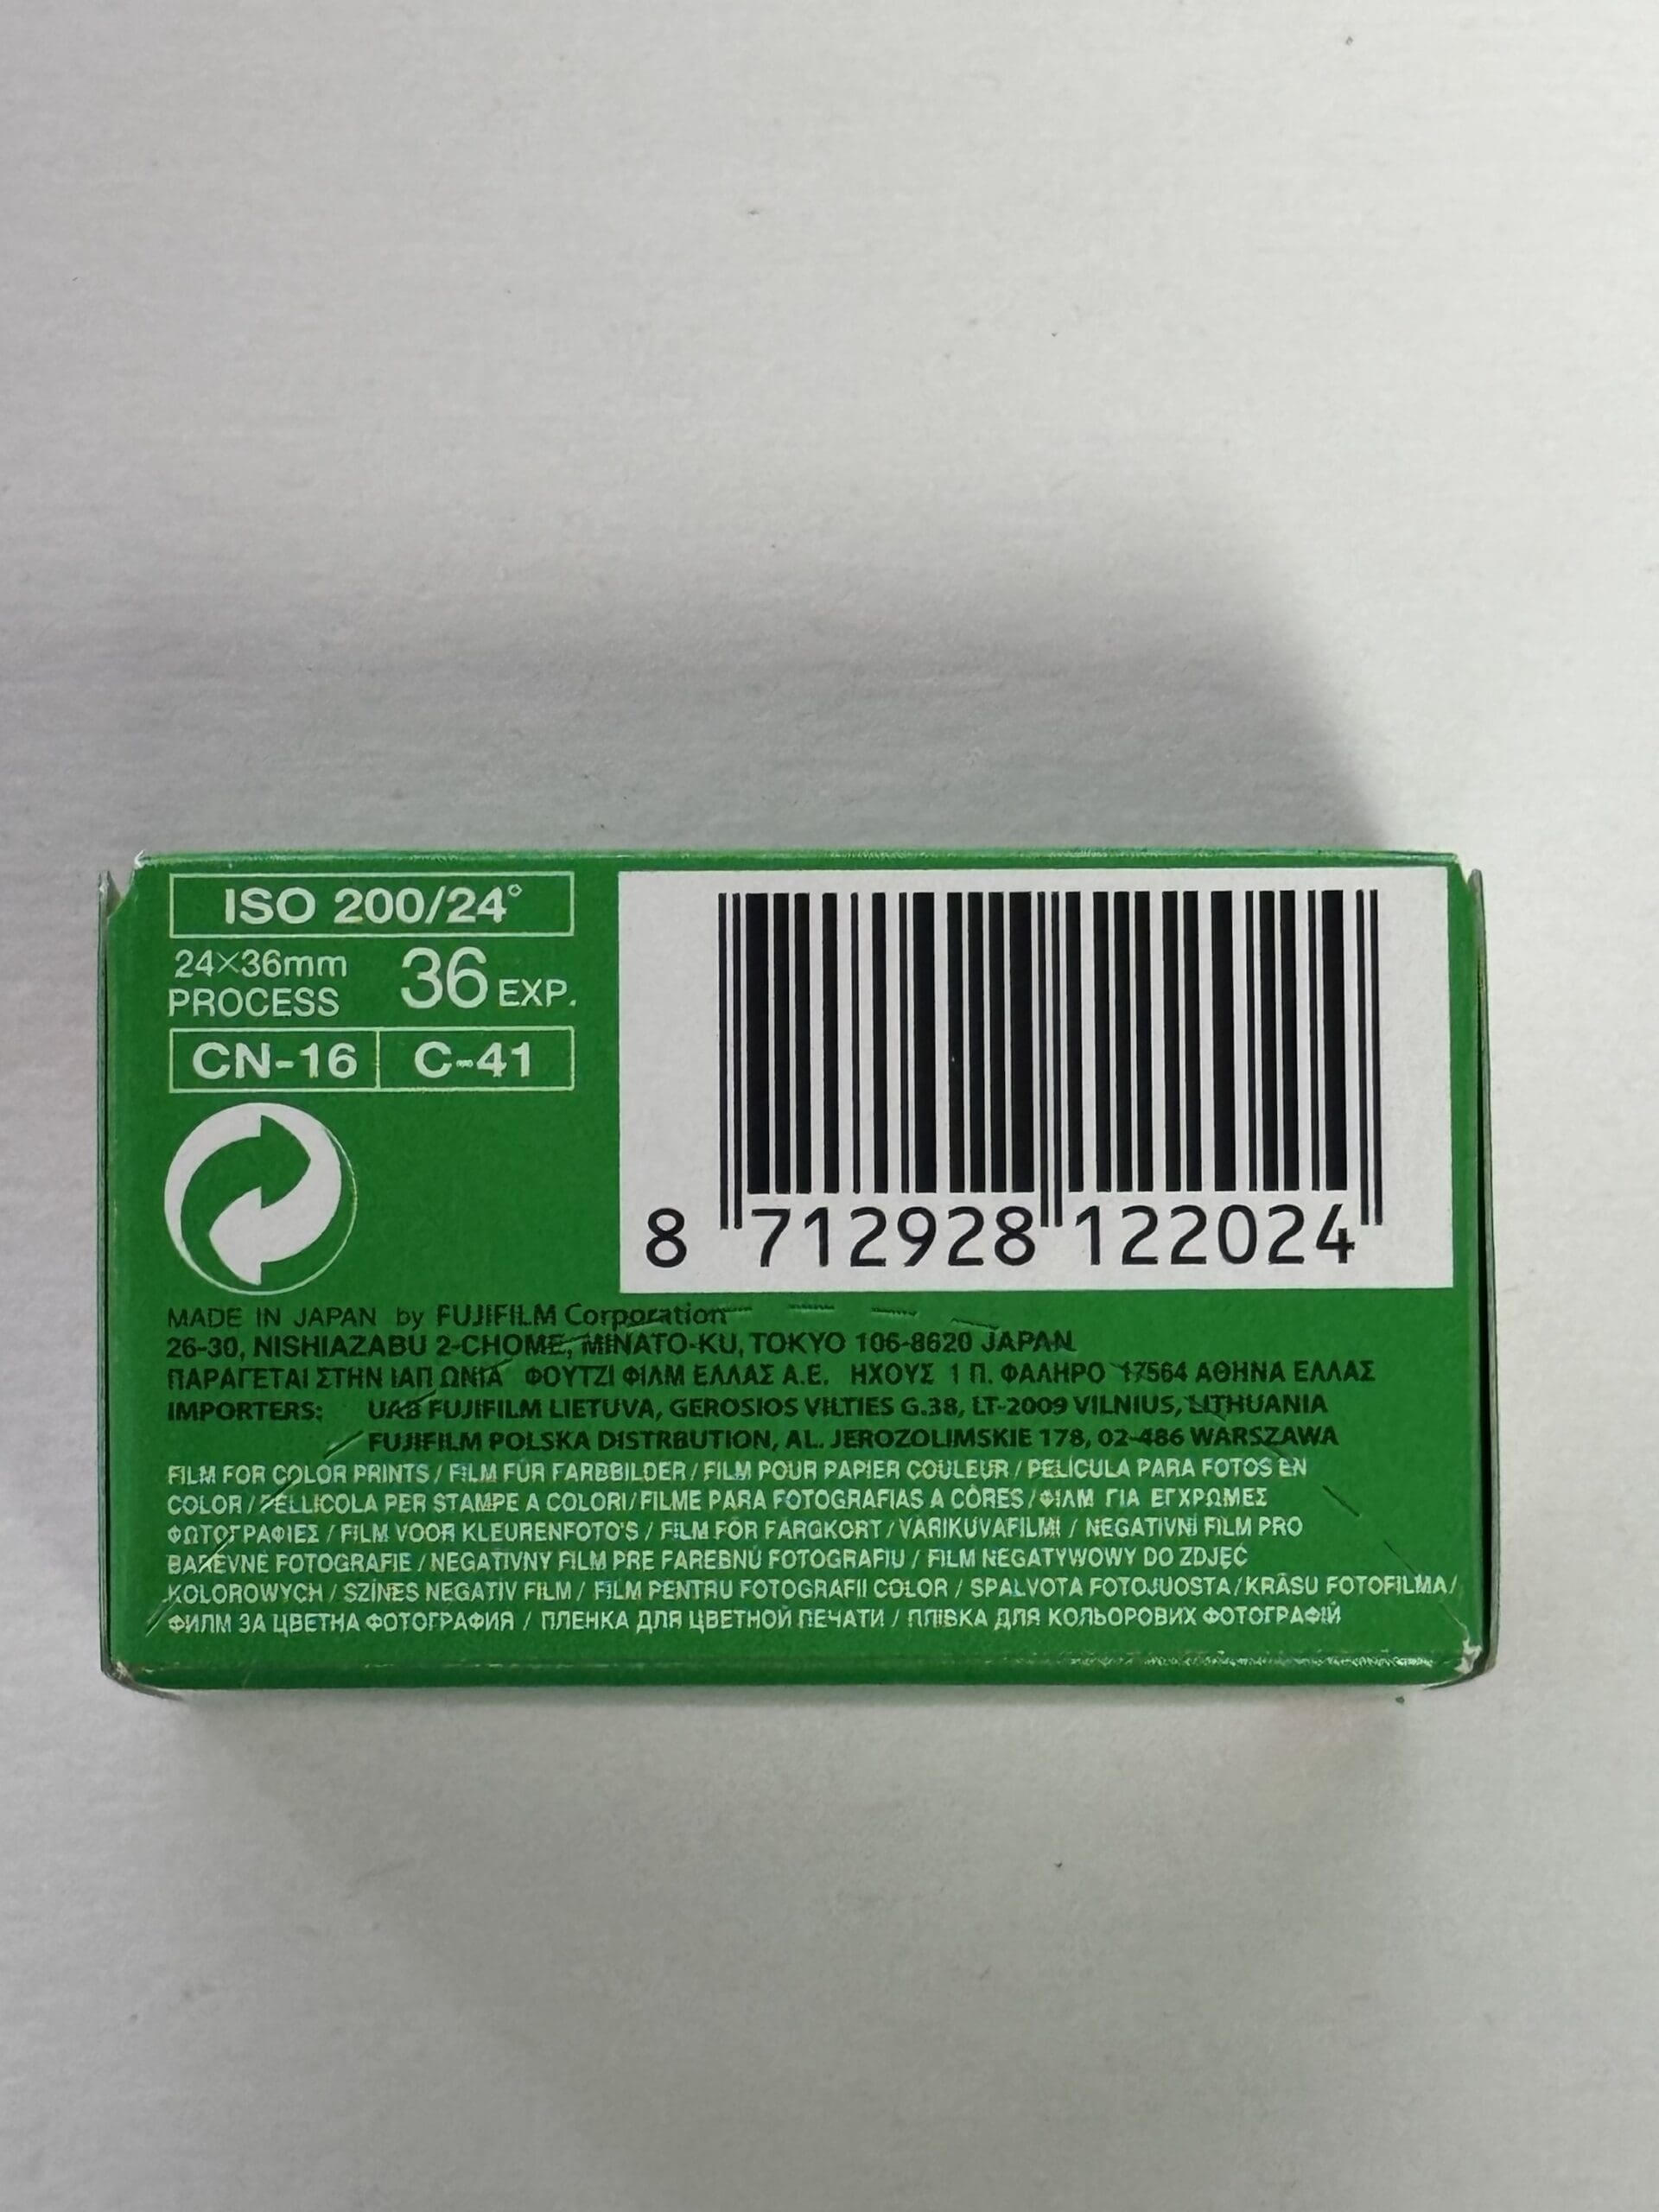 ISO 200/24°
24×36mm 36 EXP.
PROCESS
CN-16 C-41
8 712928 122024
MADE IN JAPAN by FUJIFILM Corporation
26-30, NISHIAZABU 2-CHOME, MINATO-KU, TOKYO 106-8620 JAPAN
ΠΑΡΑΓΕΤΑΙ ΣΤΗΝ ΙΑΠ ΩΝΙΑ ΦΟΥΤΖΙ ΦΙΛΜ ΕΛΛΑΣ Α.Ε. ΗΧΟΥΣ 1 Π. ΦΑΛΗΡΟ 17564 ΑΘΗΝΑ ΕΛΛΑΣ
IMPORTERS: UAB FUJIFILM LIETUVA, GEROSIOS VILTIES G.38, LT-2009 VILNIUS, LITHUANIA
FUJIFILM POLSKA DISTRBUTION, AL. JEROZOLIMSKIE 178, 02-486 WARSZAWA
FILM FOR COLOR PRINTS / FILM FÜR FARBBILDER / FILM POUR PAPIER COULEUR / PELÍCULA PARA FOTOS EN
COLOR / PELLICOLA PER STAMPE A COLORI / FILME PARA FOTOGRAFIAS A CÔRES / ΦΙΛΜ ΓΙΑ ΕΓΧΡΩΜΕΣ
ΦΩΤΟΓΡΑΦΙΕΣ / FILM VOOR KLEURENFOTO'S / FILM FÖR FÄRGKORT / VÄRIKUVAFILMI / NEGATIVNÍ FILM PRO
BAREVNÉ FOTOGRAFIE / NEGATIVNY FILM PRE FAREBNÚ FOTOGRAFIU / FILM NEGATYWOWY DO ZDJĘĆ
KOLOROWYCH / SZÍNES NEGATÍV FILM / FILM PENTRU FOTOGRAFII COLOR / SPALVOTA FOTOJUOSTA / KRĀSU FOTOFILMA /
ФИЛМ ЗА ЦВЕТНА ФОТОГРАФИЯ / ПЛЕНКА ДЛЯ ЦВЕТНОЙ ПЕЧАТИ / ПЛІВКА ДЛЯ КОЛЬОРОВИХ ФОТОГРАФІЙ